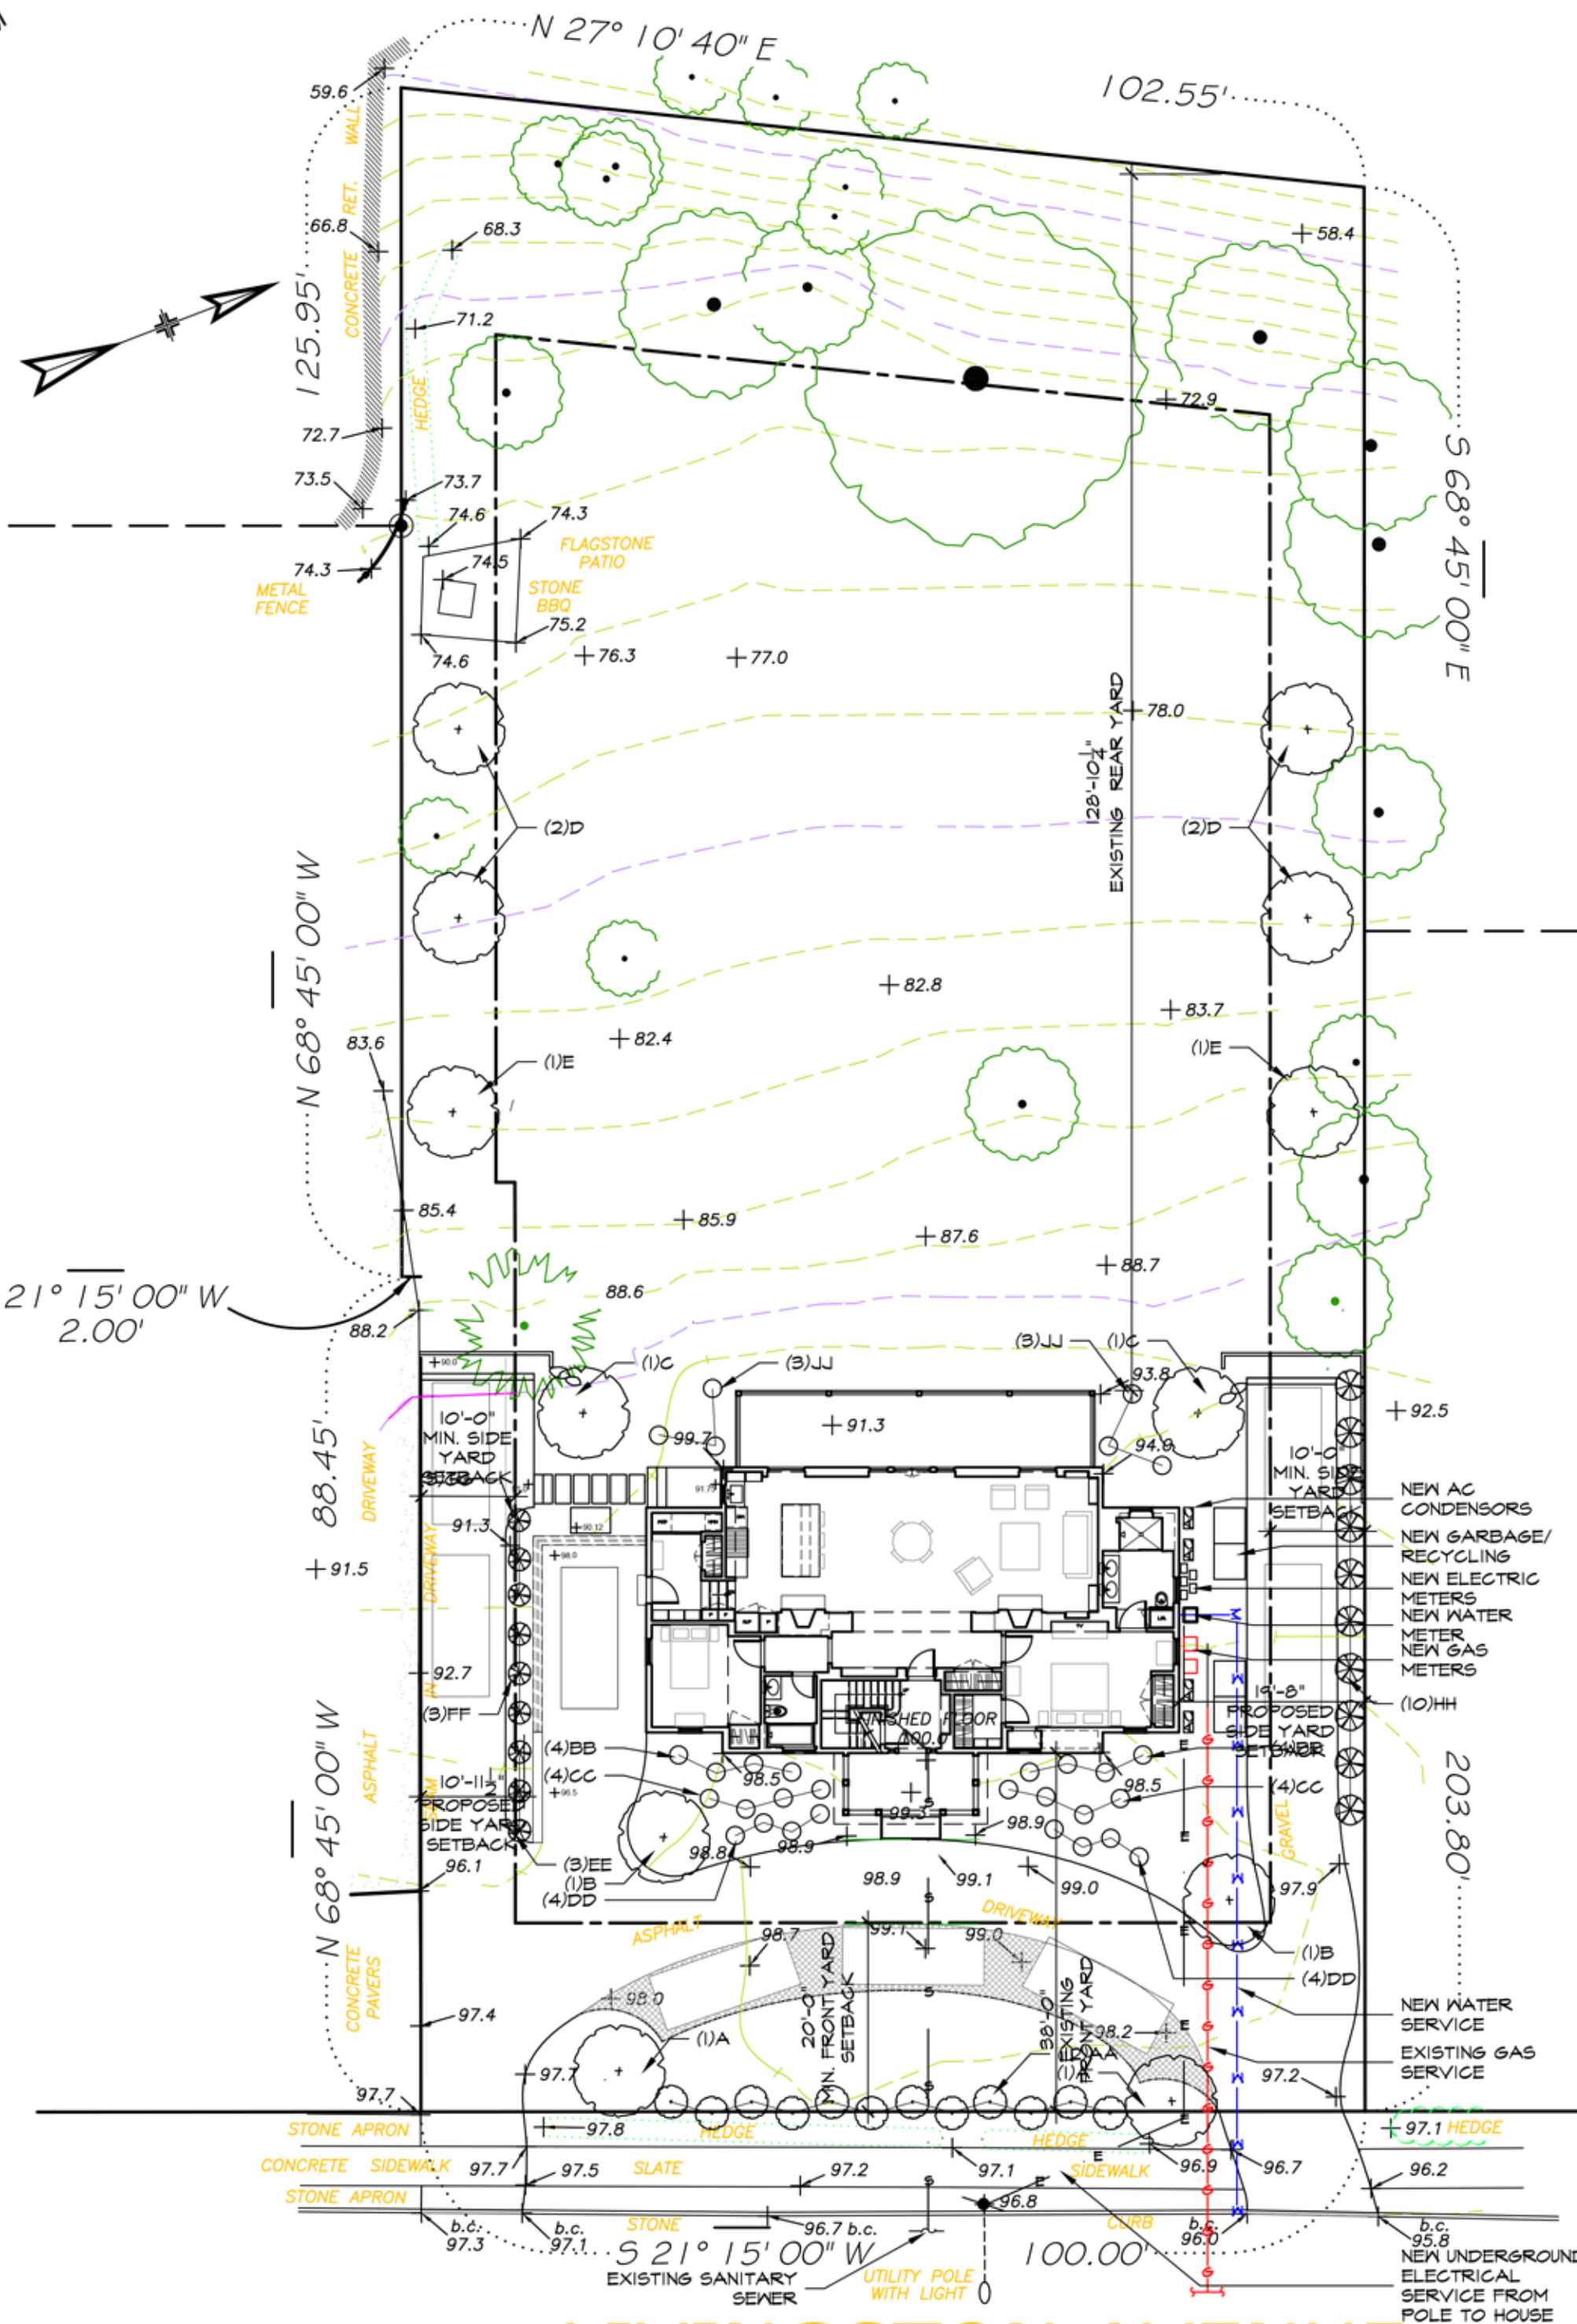 N 27° 10' 40" E
102.55'
59.6
WALL
CONCRETE RET.
66.8
68.3
58.4
125.95'
71.2
HEDGE
72.9
72.7
73.5
73.7
74.6
74.3
FLAGSTONE
PATIO
74.5
74.3
METAL
FENCE
STONE
BBQ
75.2
74.6
76.3
77.0
S 68° 45' 00" E
78.0
128'-10¼"
EXISTING REAR YARD
(2)D
(2)D
N 68° 45' 00" W
82.8
83.7
82.4
83.6
(1)E
(1)E
85.4
85.9
87.6
88.7
21° 15' 00" W
2.00'
88.6
88.2
90.0
(1)C
(3)JJ
(3)JJ
(1)C
93.8
91.3
92.5
10'-0"
MIN. SIDE
YARD
SETBACK
99.7
94.9
10'-0"
MIN. SIDE
YARD
SETBACK
88.45'
DRIVEWAY
DRIVEWAY
NEW AC
CONDENSORS
91.3
90.12
98.0
91.5
NEW GARBAGE/
RECYCLING
NEW ELECTRIC
METERS
NEW WATER
METER
NEW GAS
METERS
92.7
IN
(3)FF
(10)HH
19'-8"
PROPOSED
SIDE YARD
SETBACK
FINISHED FLOOR
100.0
(4)BB
(4)CC
98.5
98.5
(4)CC
ASPHALT
10'-11½"
PROPOSED
SIDE YARD
SETBACK
96.5
99.3
GRAVEL
203.80'
N 68° 45' 00" W
98.8
98.9
98.9
96.1
(3)EE
(1)B
(4)DD
98.9
99.1
99.0
97.9
ASPHALT
DRIVEWAY
98.7
99.1
99.0
(1)B
(4)DD
CONCRETE
PAVERS
98.0
97.4
20'-0"
MIN. FRONT YARD
SETBACK
38'-0"
EXISTING
FRONT YARD
98.2
NEW WATER
SERVICE
(1)A
EXISTING GAS
SERVICE
97.7
97.2
97.7
STONE APRON
97.8
HEDGE
HEDGE
97.1
HEDGE
CONCRETE SIDEWALK
97.7
97.5
SLATE
97.2
97.1
SIDEWALK
96.9
96.7
96.2
STONE APRON
96.8
b.c.
97.3
b.c.
97.1
STONE
96.7 b.c.
CURB
b.c.
96.0
b.c.
95.8
S 21° 15' 00" W
100.00'
EXISTING SANITARY
SEWER
UTILITY POLE
WITH LIGHT
NEW UNDERGROUND
ELECTRICAL
SERVICE FROM
POLE TO HOUSE